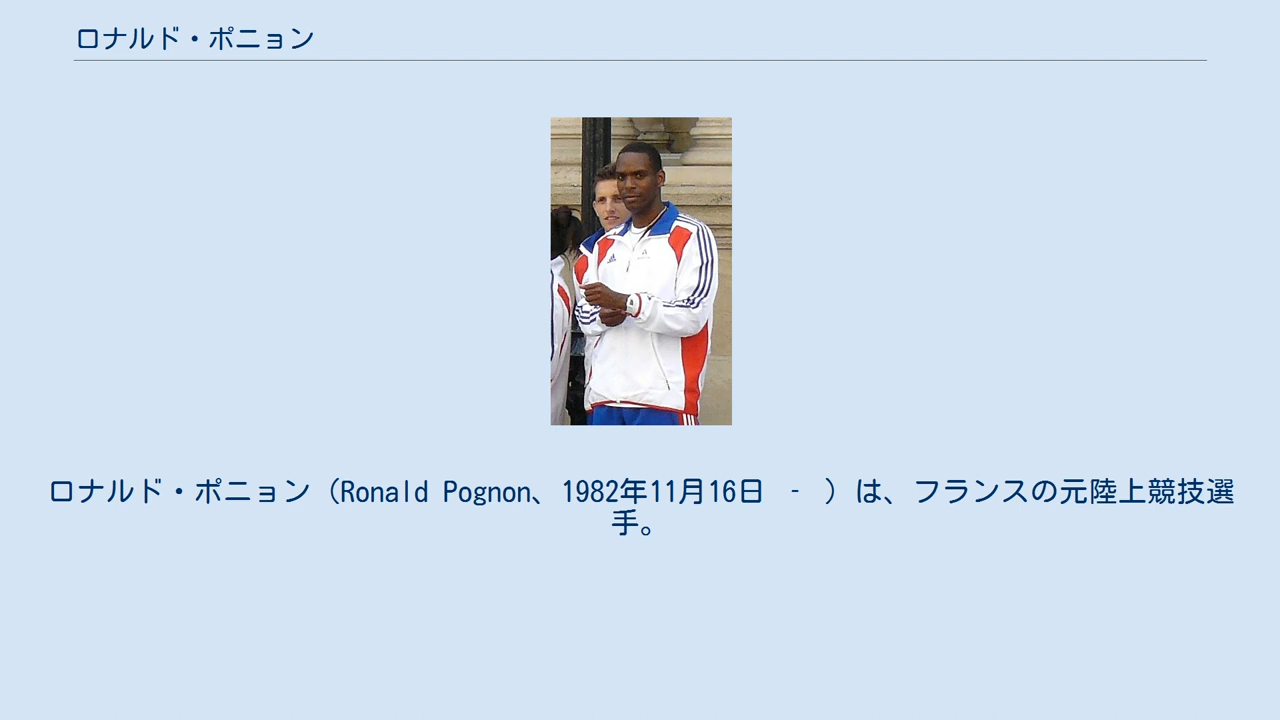 ロナルド・ポニョン
ロナルド・ポニョン（Ronald Pognon、1982年11月16日 - ）は、フランスの元陸上競技選
手。